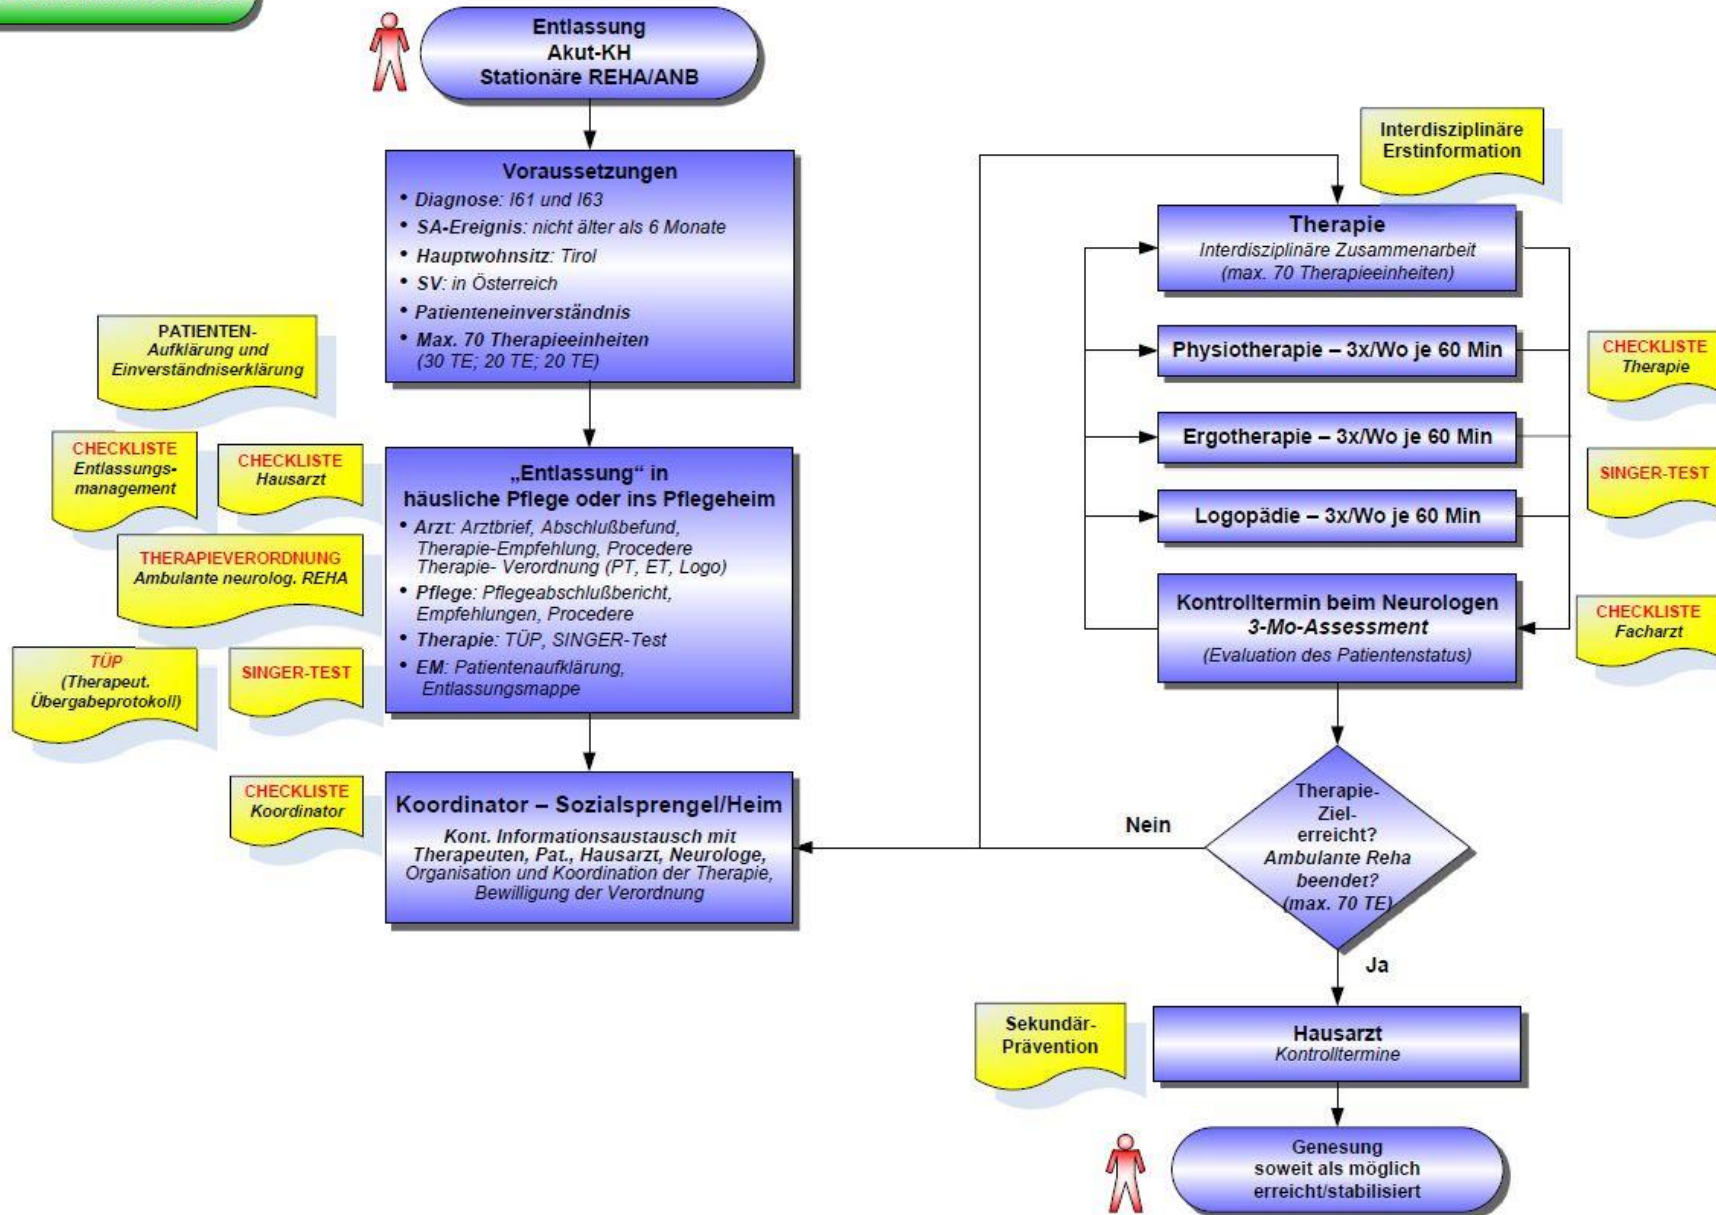 Entlassung
Akut-KH
Stationäre REHA/ANB
Voraussetzungen
• Diagnose: I61 und I63
• SA-Ereignis: nicht älter als 6 Monate
• Hauptwohnsitz: Tirol
• SV: in Österreich
• Patienteneinverständnis
• Max. 70 Therapieeinheiten
(30 TE; 20 TE; 20 TE)
PATIENTEN-
Aufklärung und
Einverständniserklärung
CHECKLISTE
Entlassungs-
management
CHECKLISTE
Hausarzt
THERAPIEVERORDNUNG
Ambulante neurolog. REHA
TÜP
(Therapeut.
Übergabeprotokoll)
SINGER-TEST
„Entlassung“ in
häusliche Pflege oder ins Pflegeheim
• Arzt: Arztbrief, Abschlußbefund,
Therapie-Empfehlung, Procedere
Therapie- Verordnung (PT, ET, Logo)
• Pflege: Pflegeabschlußbericht,
Empfehlungen, Procedere
• Therapie: TÜP, SINGER-Test
• EM: Patientenaufklärung,
Entlassungsmappe
CHECKLISTE
Koordinator
Koordinator – Sozialsprengel/Heim
Kont. Informationsaustausch mit
Therapeuten, Pat., Hausarzt, Neurologe,
Organisation und Koordination der Therapie,
Bewilligung der Verordnung
Interdisziplinäre
Erstinformation
Therapie
Interdisziplinäre Zusammenarbeit
(max. 70 Therapieeinheiten)
Physiotherapie – 3x/Wo je 60 Min
Ergotherapie – 3x/Wo je 60 Min
Logopädie – 3x/Wo je 60 Min
Kontrolltermin beim Neurologen
3-Mo-Assessment
(Evaluation des Patientenstatus)
CHECKLISTE
Therapie
SINGER-TEST
CHECKLISTE
Facharzt
Therapie-
Ziel-
erreicht?
Ambulante Reha
beendet?
(max. 70 TE)
Nein
Ja
Sekundär-
Prävention
Hausarzt
Kontrolltermine
Genesung
soweit als möglich
erreicht/stabilisiert